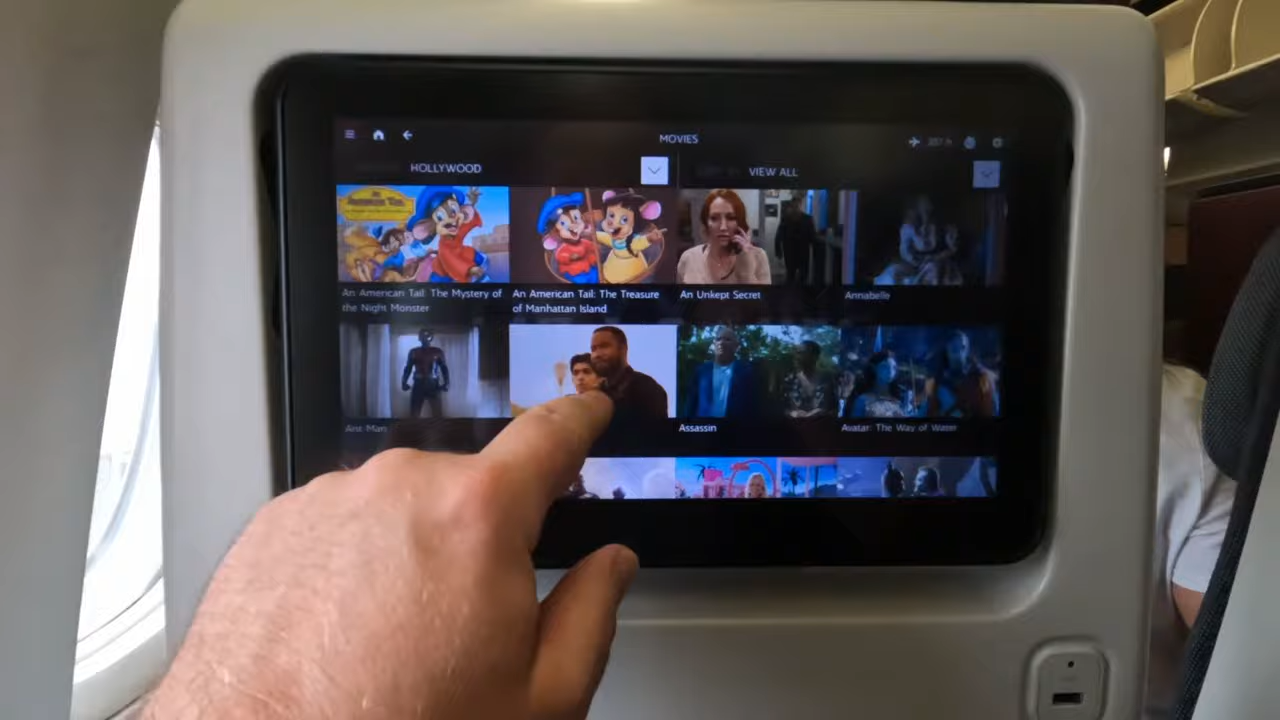 MOVIES
HOLLYWOOD
VIEW ALL
An American Tail: The Mystery of
the Night Monster
An American Tail: The Treasure
of Manhattan Island
An Unkept Secret
Annabelle
Ant-Man
Assassin
Avatar: The Way of Water